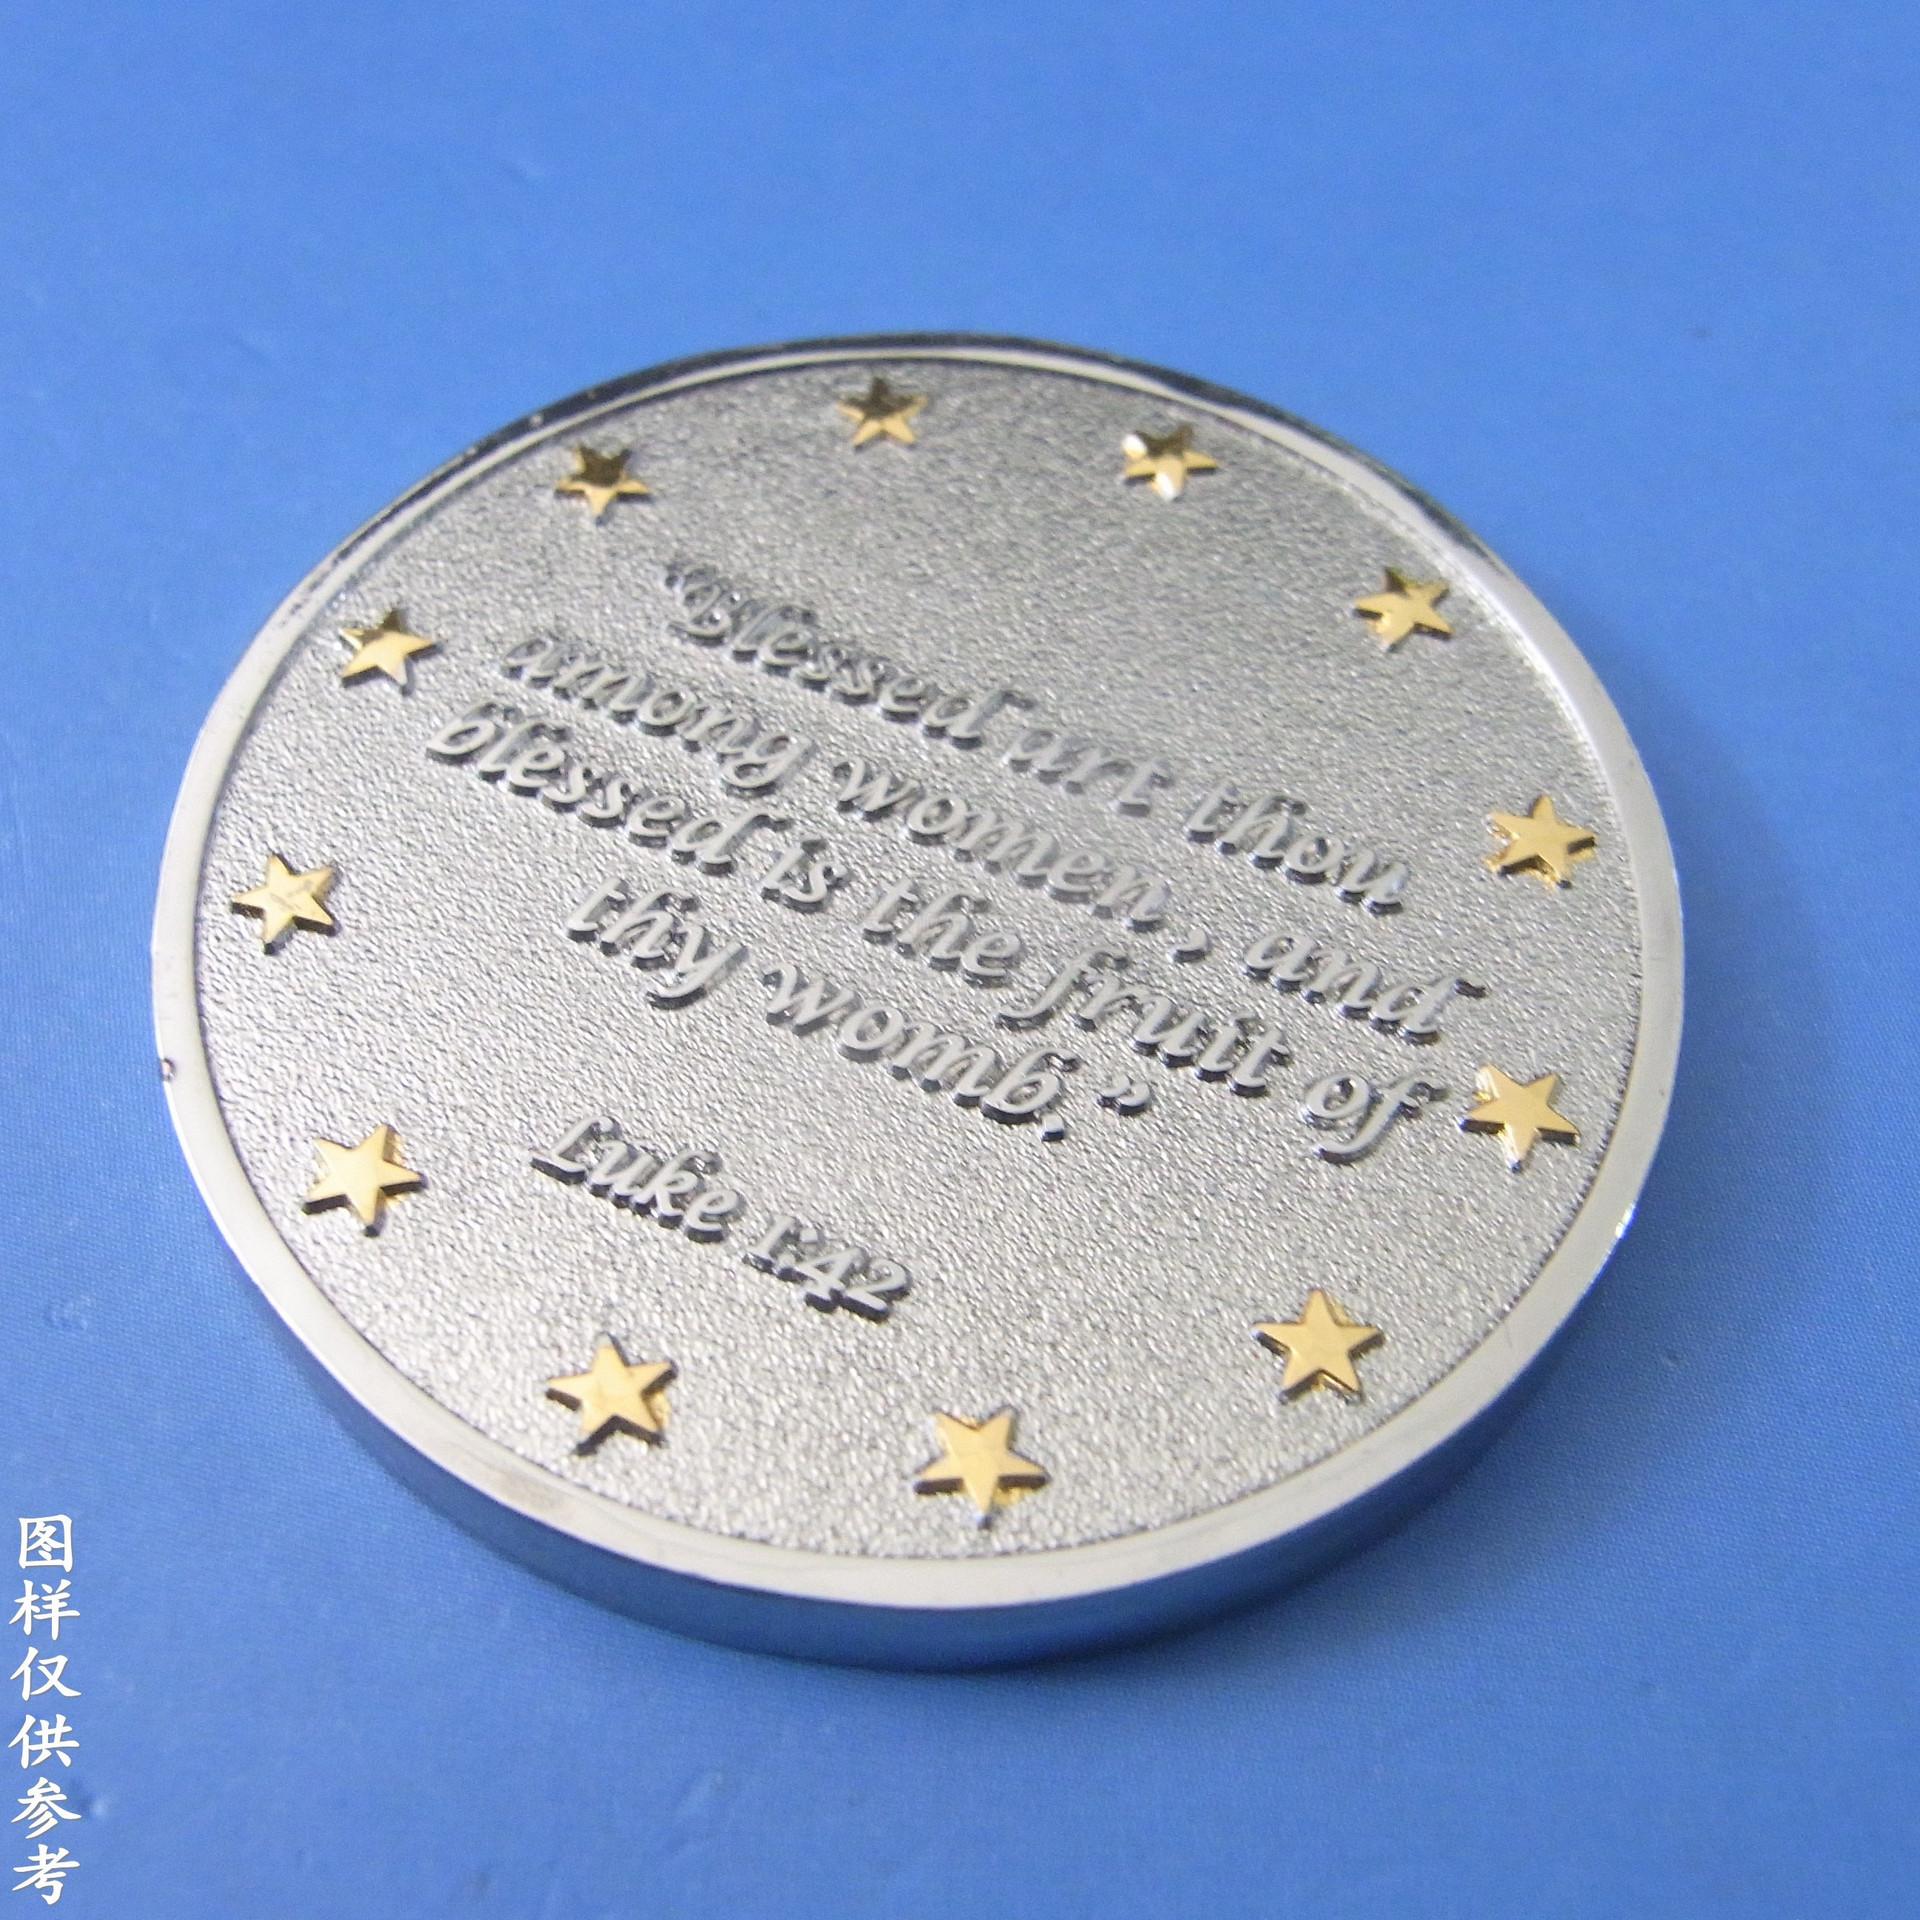 “Blessed art thou
among women, and
blessed is the fruit of
thy womb.”
Luke 1:42
图样仅供参考